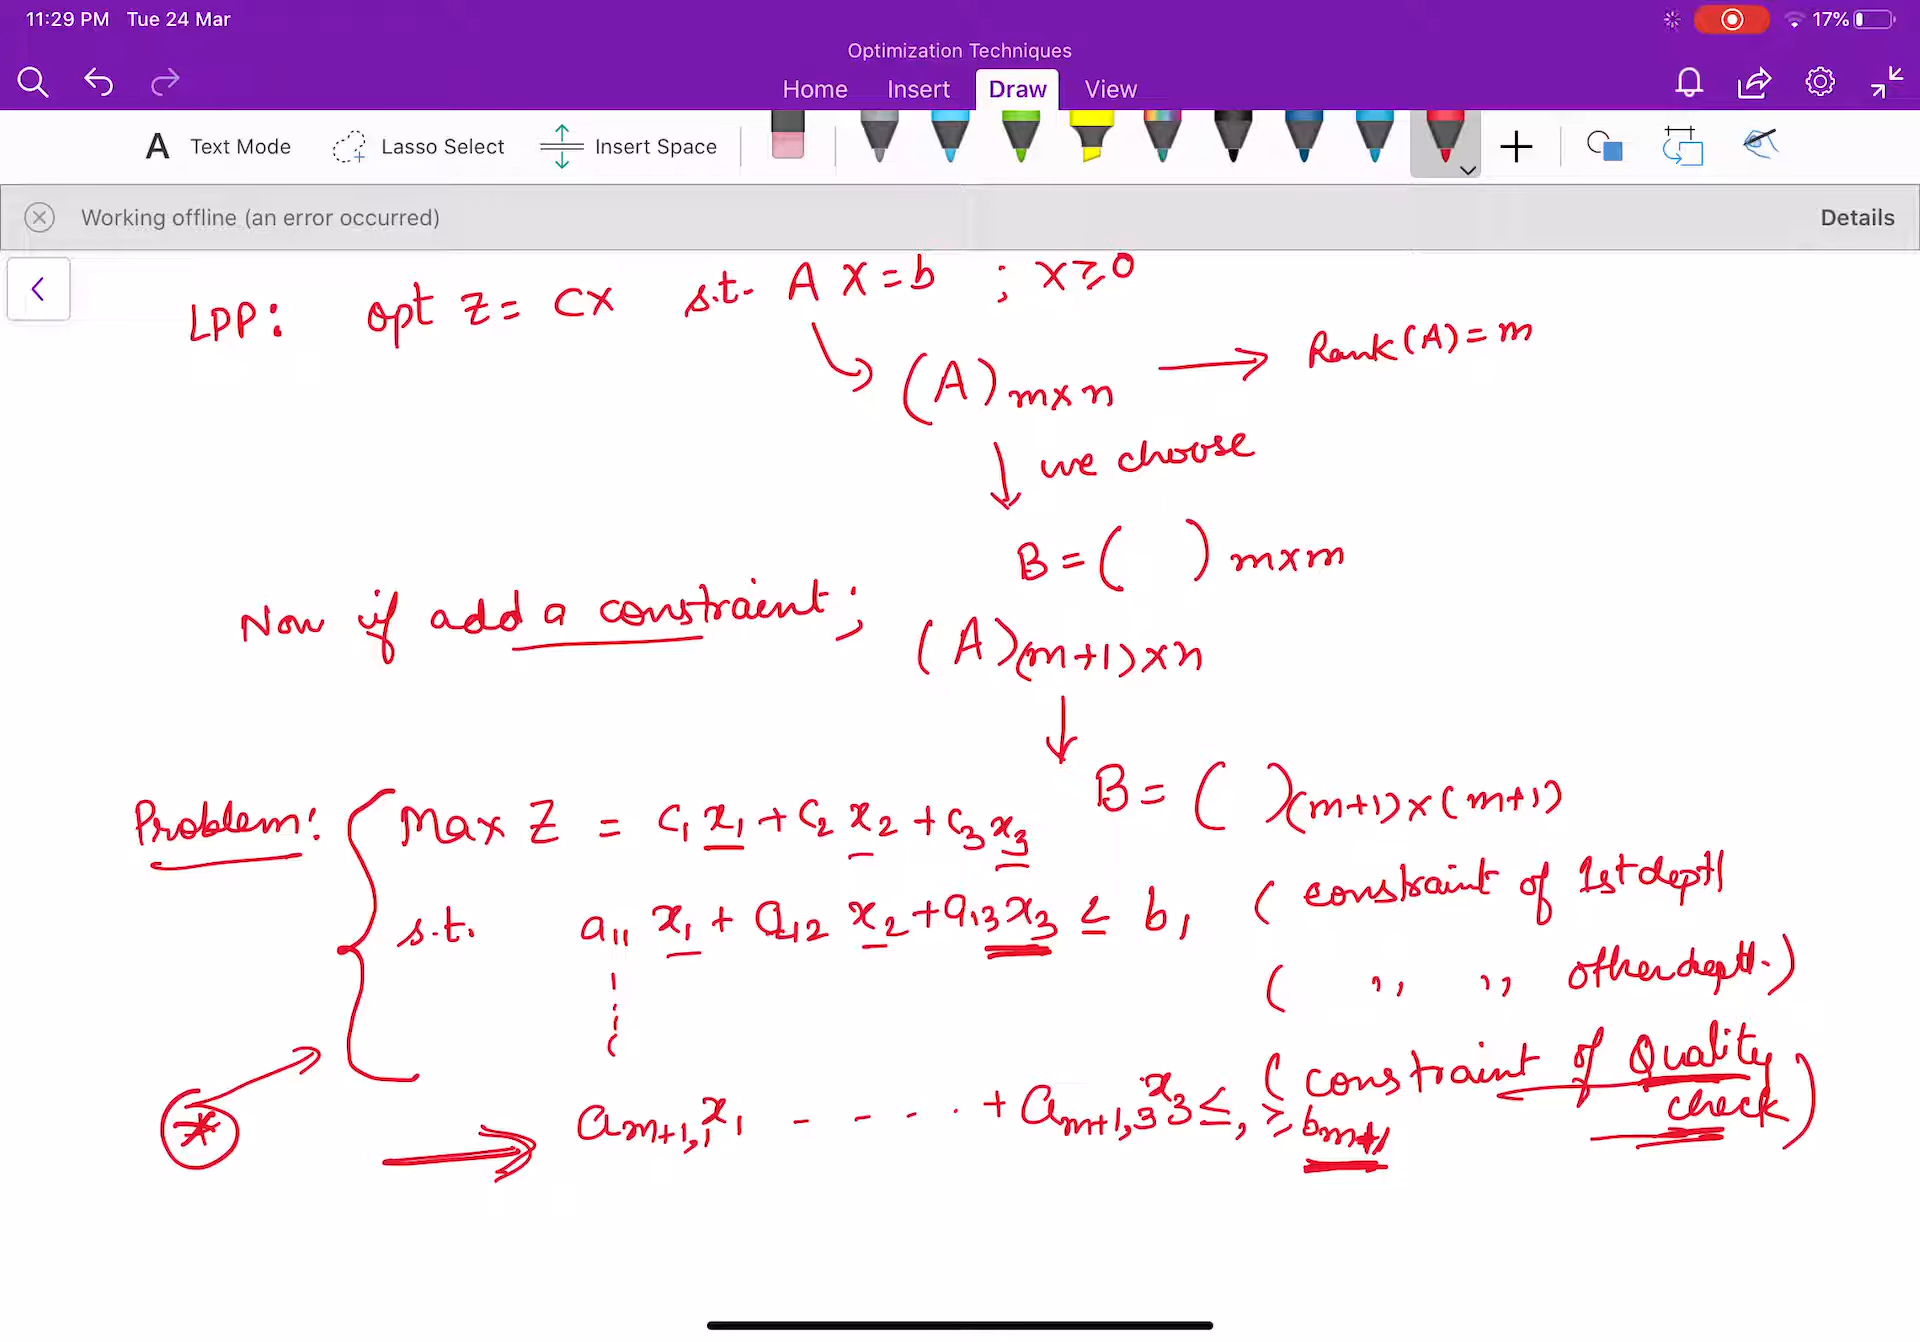 11:29 PM Tue 24 Mar
17%
Optimization Techniques
Home Insert Draw View
A Text Mode Lasso Select Insert Space
Working offline (an error occurred) Details
LPP: opt Z = CX s.t. A X = b ; X ≥ 0
(A) m×n → Rank(A) = m
↓ we choose
B = ( ) m×m
Now if add a constraint; (A)(m+1)×n
↓
B = ( )(m+1)×(m+1)
Problem: Max Z = C₁x₁ + C₂x₂ + C₃x₃
s.t. a₁₁x₁ + a₁₂x₂ + a₁₃x₃ ≤ b₁ (constraint of 1st dept)
( ,, ,, other dept.)
(constraint of Quality check)
* → aₘ₊₁,₁x₁ - - - - + aₘ₊₁,₃x₃ ≤, ≥ bₘ₊₁